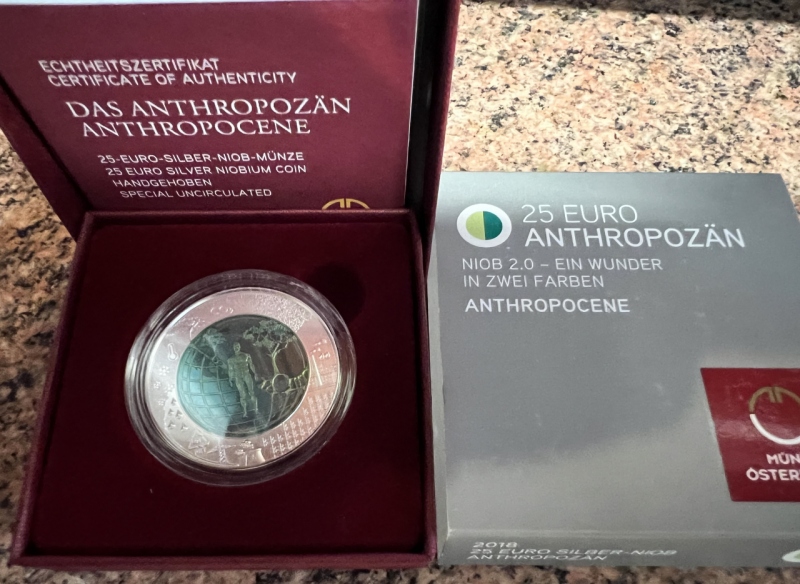 ECHTHEITSZERTIFIKAT
CERTIFICATE OF AUTHENTICITY
DAS ANTHROPOZÄN
ANTHROPOCENE
25-EURO-SILBER-NIOB-MÜNZE
25 EURO SILVER NIOBIUM COIN
HANDGEHOBEN
SPECIAL UNCIRCULATED
25 EURO
ANTHROPOZÄN
NIOB 2.0 – EIN WUNDER
IN ZWEI FARBEN
ANTHROPOCENE
MÜN
ÖSTER
2018
25 EURO SILBER-NIOB
ANTHROPOZÄN